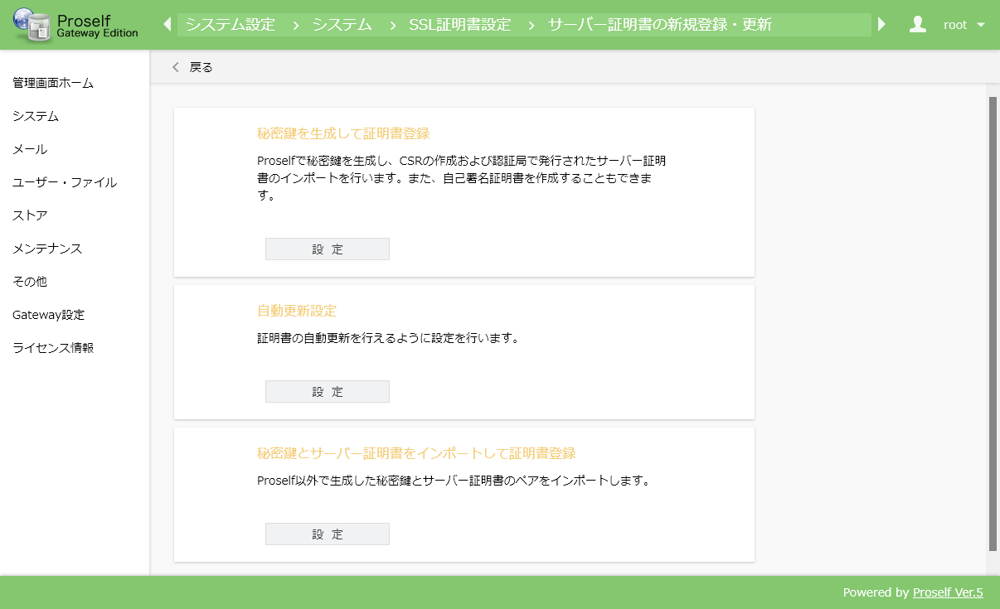 Proself
Gateway Edition
システム設定 > システム > SSL証明書設定 > サーバー証明書の新規登録・更新
root
戻る
管理画面ホーム
システム
メール
ユーザー・ファイル
ストア
メンテナンス
その他
Gateway設定
ライセンス情報
秘密鍵を生成して証明書登録
Proselfで秘密鍵を生成し、CSRの作成および認証局で発行されたサーバー証明
書のインポートを行います。また、自己署名証明書を作成することもできま
す。
設 定
自動更新設定
証明書の自動更新を行えるように設定を行います。
設 定
秘密鍵とサーバー証明書をインポートして証明書登録
Proself以外で生成した秘密鍵とサーバー証明書のペアをインポートします。
設 定
Powered by Proself Ver.5